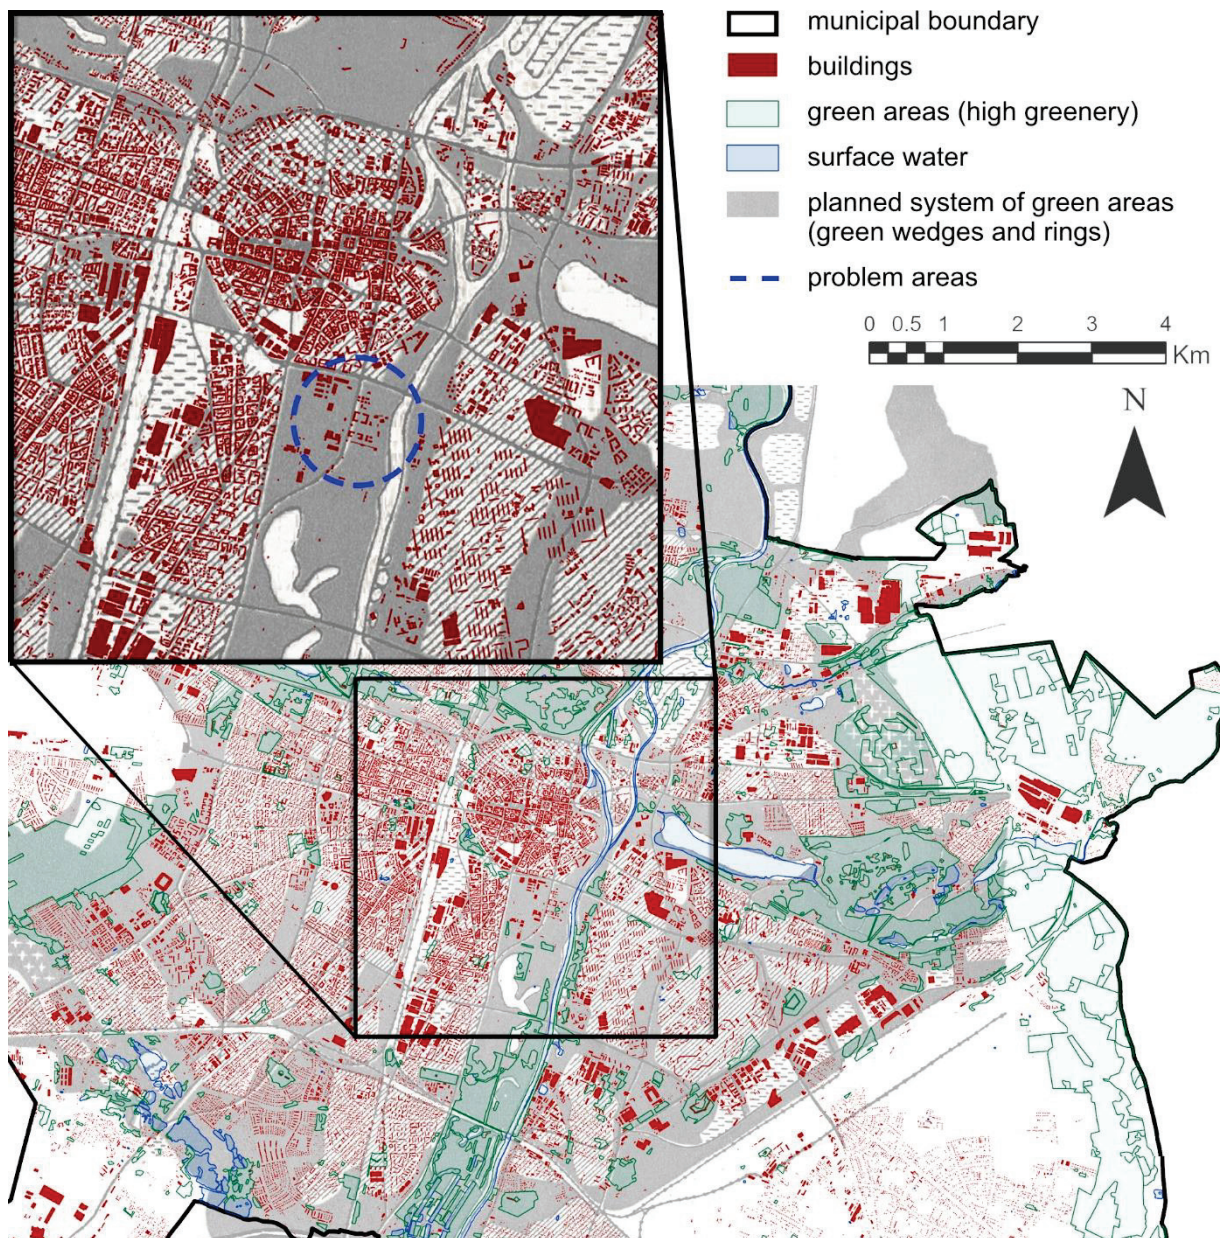 municipal boundary
buildings
green areas (high greenery)
surface water
planned system of green areas
(green wedges and rings)
problem areas
0 0.5 1 2 3 4
Km
N